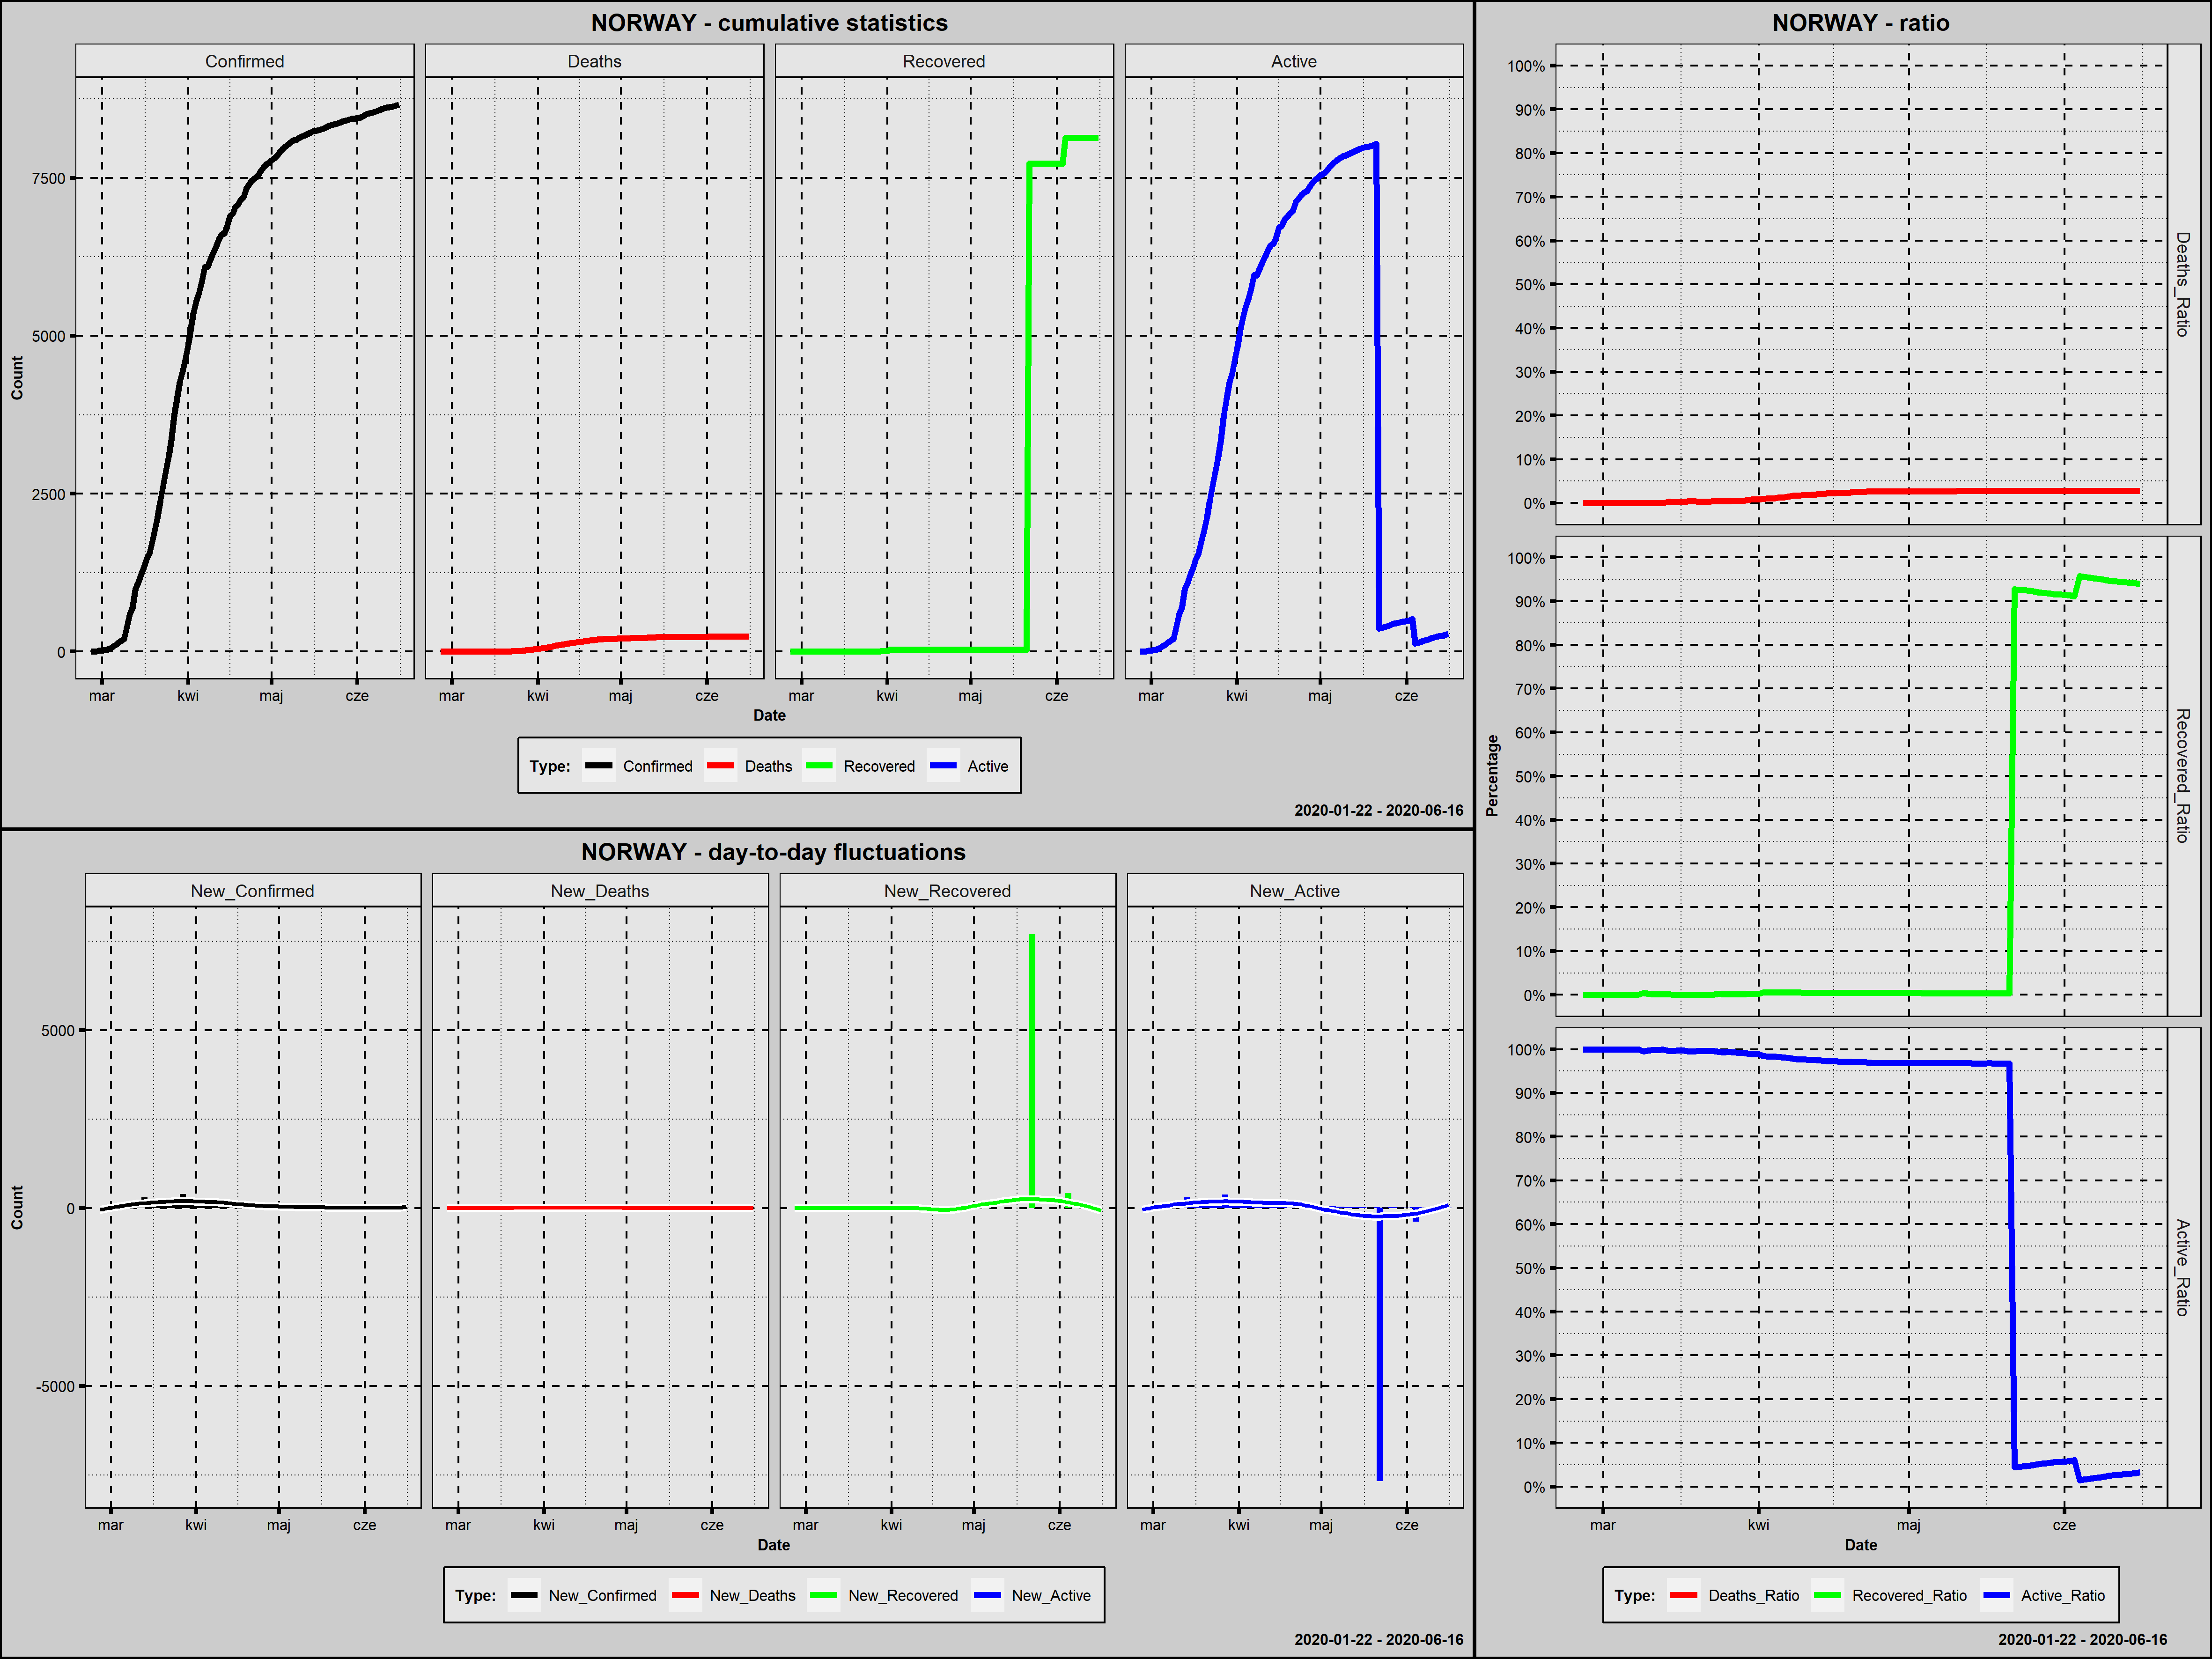 NORWAY - cumulative statistics
Confirmed Deaths Recovered Active
7500
5000
2500
0
Count
mar kwi maj cze mar kwi maj cze mar kwi maj cze mar kwi maj cze
Date
Type: Confirmed Deaths Recovered Active
2020-01-22 - 2020-06-16
NORWAY - day-to-day fluctuations
New_Confirmed New_Deaths New_Recovered New_Active
5000
0
-5000
Count
mar kwi maj cze mar kwi maj cze mar kwi maj cze mar kwi maj cze
Date
Type: New_Confirmed New_Deaths New_Recovered New_Active
2020-01-22 - 2020-06-16
NORWAY - ratio
100%
90%
80%
70%
60%
50%
40%
30%
20%
10%
0%
Deaths_Ratio
100%
90%
80%
70%
60%
50%
40%
30%
20%
10%
0%
Recovered_Ratio
Percentage
100%
90%
80%
70%
60%
50%
40%
30%
20%
10%
0%
Active_Ratio
mar kwi maj cze
Date
Type: Deaths_Ratio Recovered_Ratio Active_Ratio
2020-01-22 - 2020-06-16